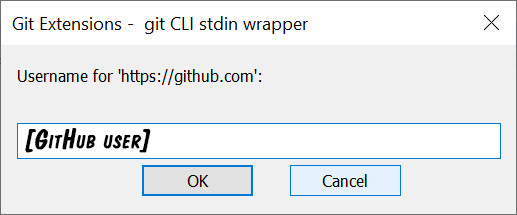 Git Extensions - git CLI stdin wrapper
Username for 'https://github.com':
[GitHub user]
OK
Cancel